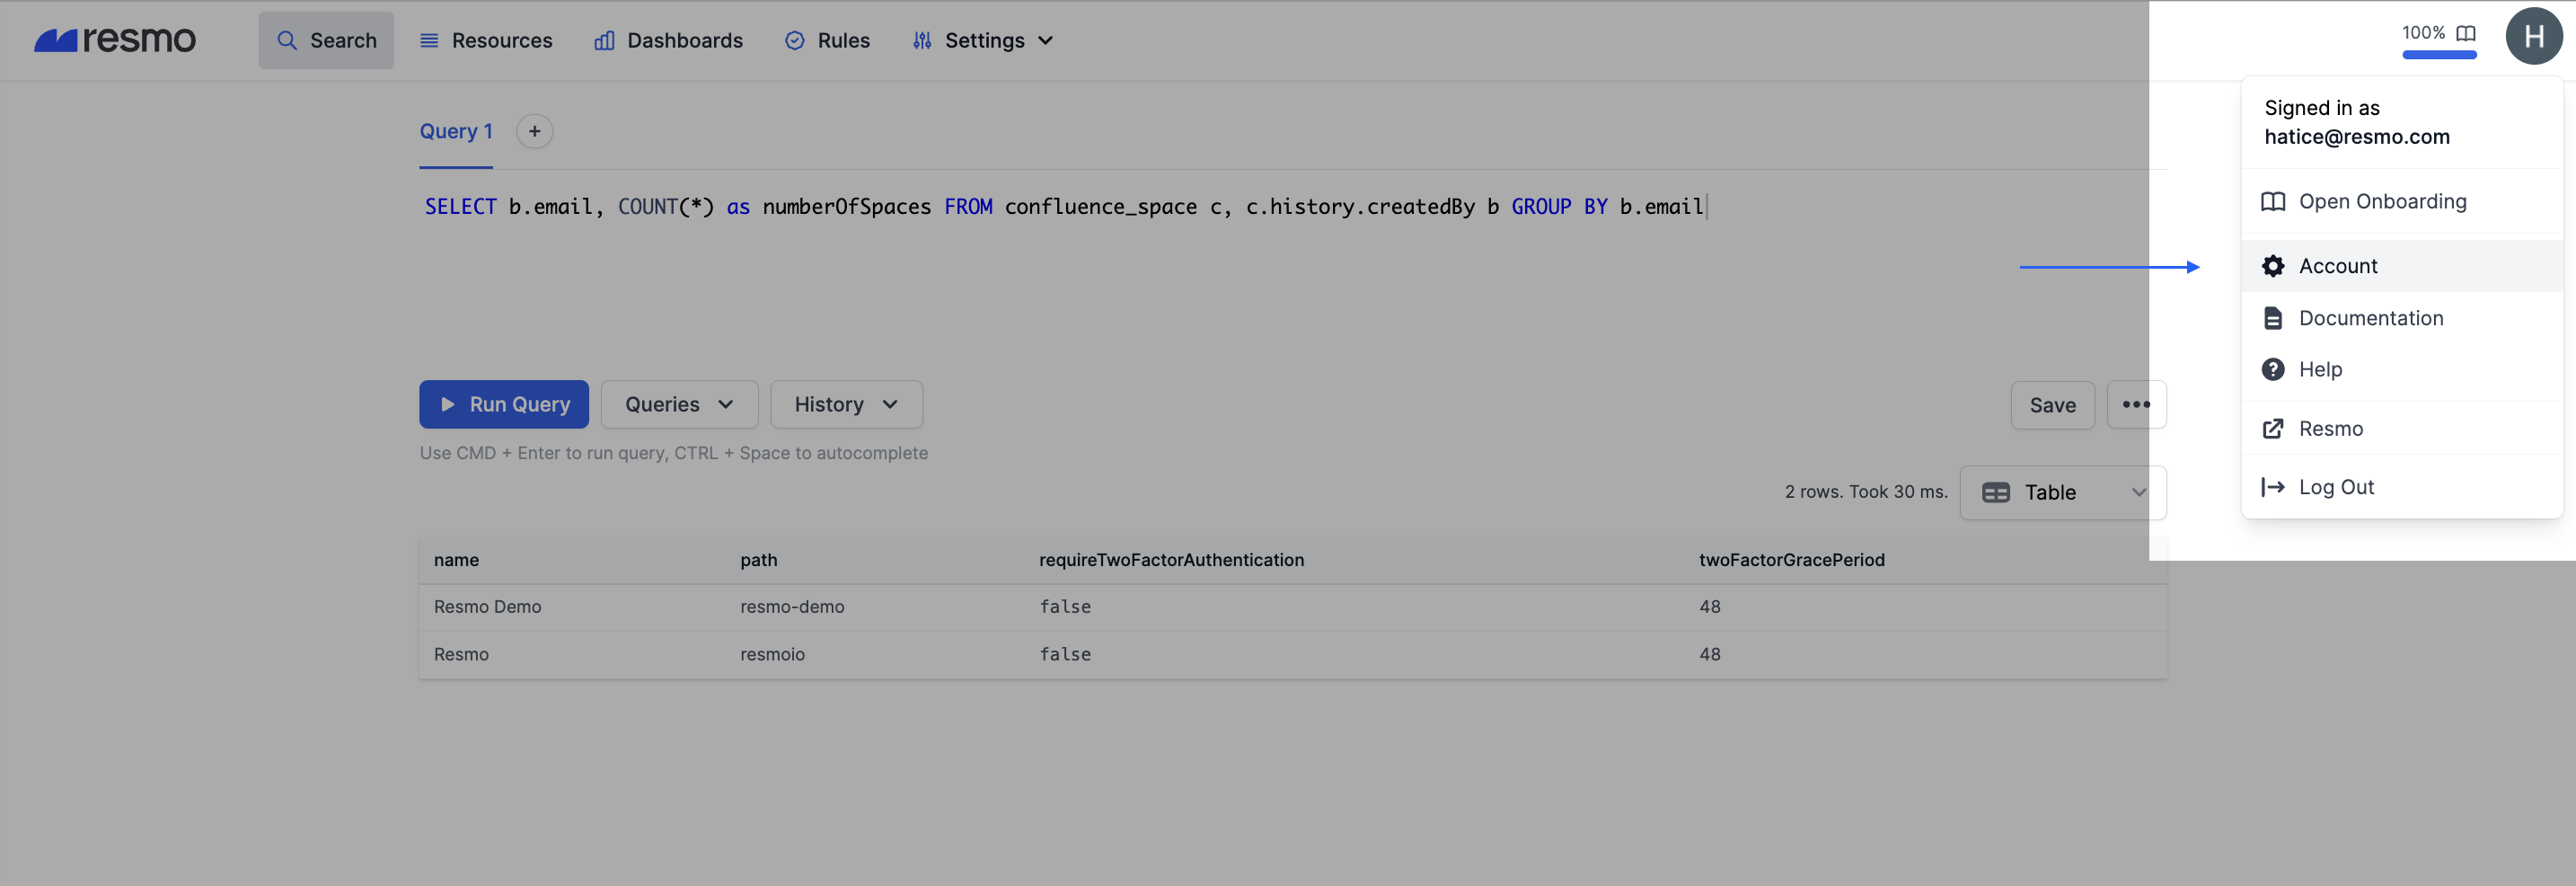 resmo
Search
Resources
Dashboards
Rules
Settings
100%
H
Signed in as
hatice@resmo.com
Open Onboarding
Account
Documentation
Help
Resmo
Log Out
Query 1
+
SELECT b.email, COUNT(*) as numberOfSpaces FROM confluence_space c, c.history.createdBy b GROUP BY b.email
Run Query
Queries
History
Save
•••
Use CMD + Enter to run query, CTRL + Space to autocomplete
2 rows. Took 30 ms.
Table
name path requireTwoFactorAuthentication twoFactorGracePeriod
Resmo Demo resmo-demo false 48
Resmo resmoio false 48